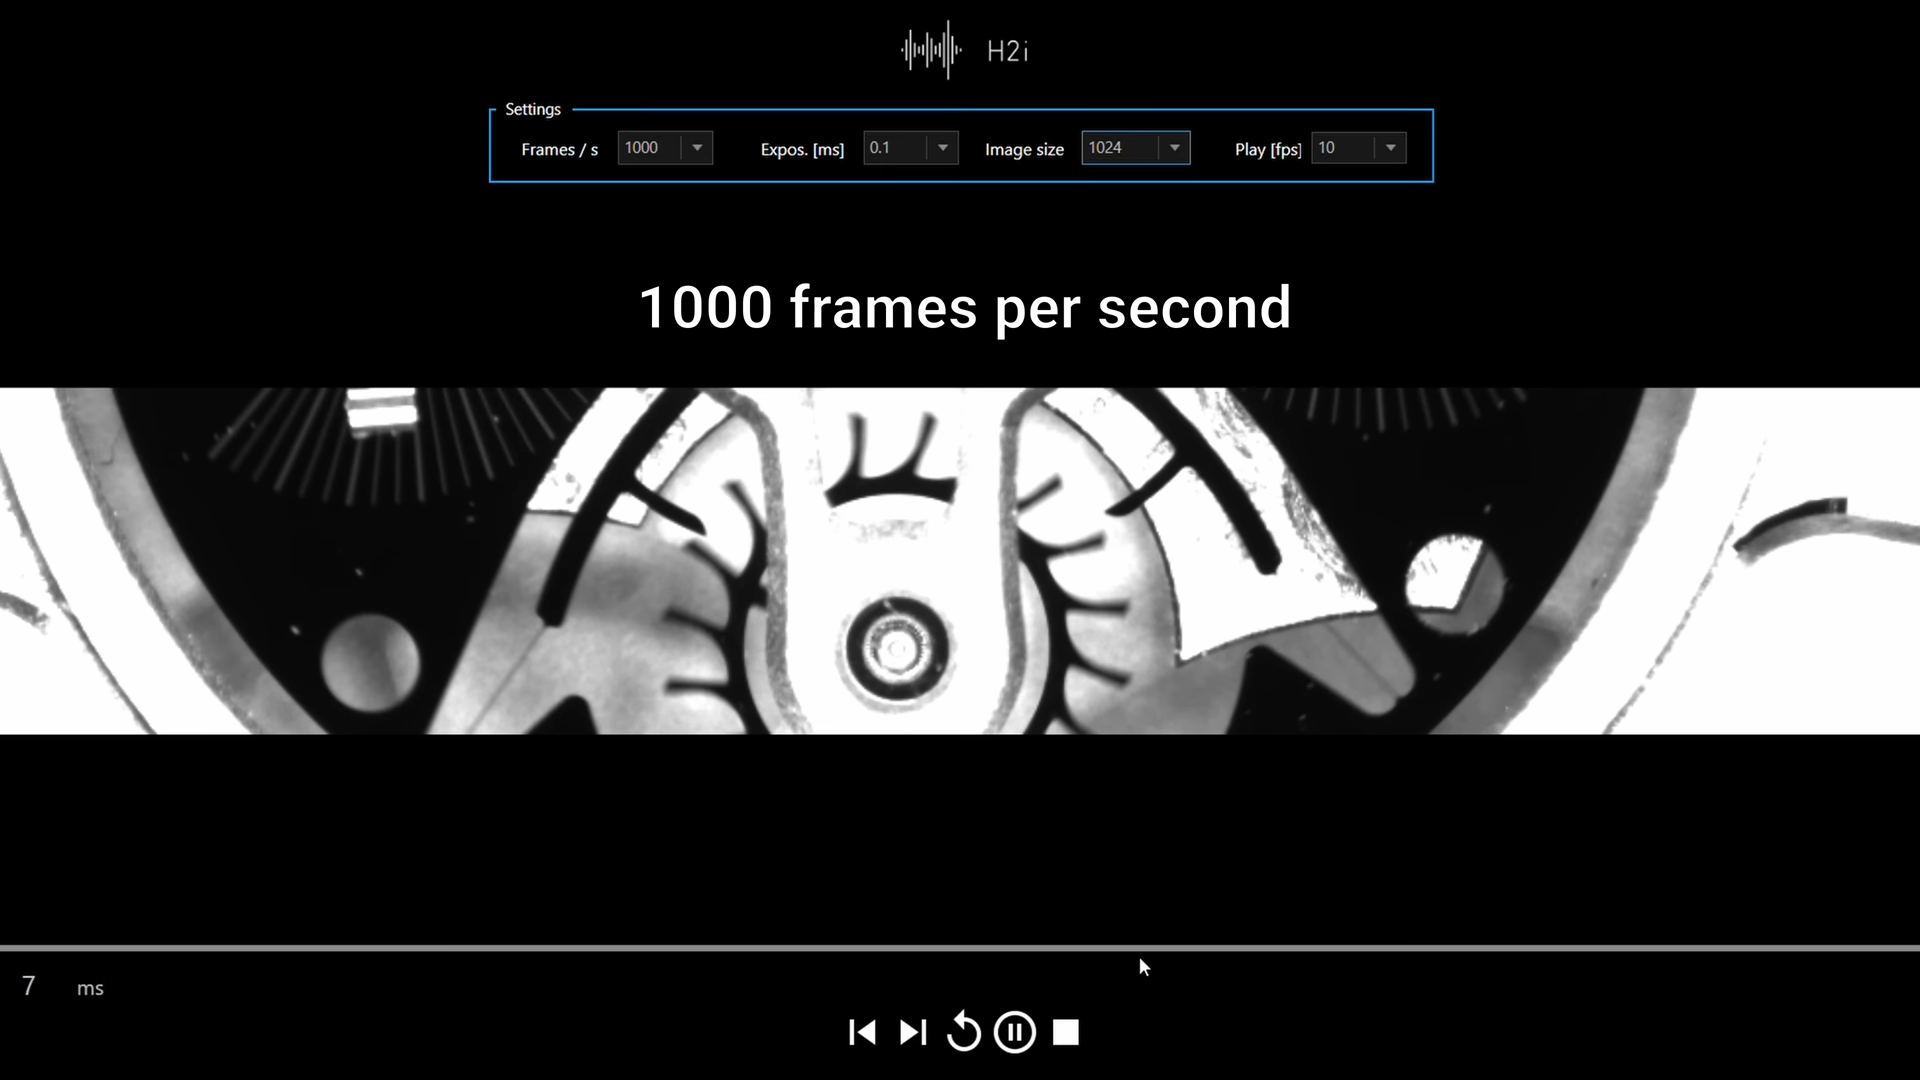 H2i
Settings
Frames / s 1000 Expos. [ms] 0.1 Image size 1024 Play [fps] 10
1000 frames per second
7 ms